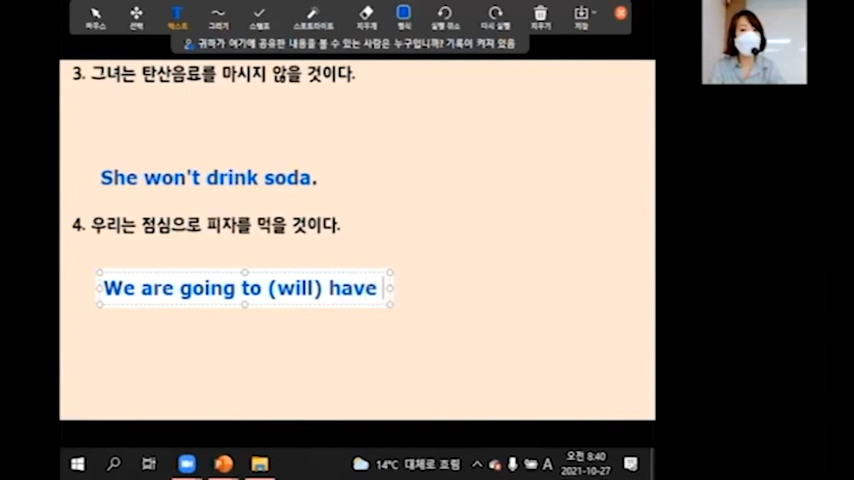 마우스 선택 텍스트 그리기 스탬프 스포트라이트 지우개 형식 실행 취소 다시 실행 지우기 저장
귀하가 여기에 공유한 내용을 볼 수 있는 사람은 누구입니까? 기록이 켜져 있음
3. 그녀는 탄산음료를 마시지 않을 것이다.
She won't drink soda.
4. 우리는 점심으로 피자를 먹을 것이다.
We are going to (will) have
14℃ 대체로 흐림 A 오전 8:40
2021-10-27